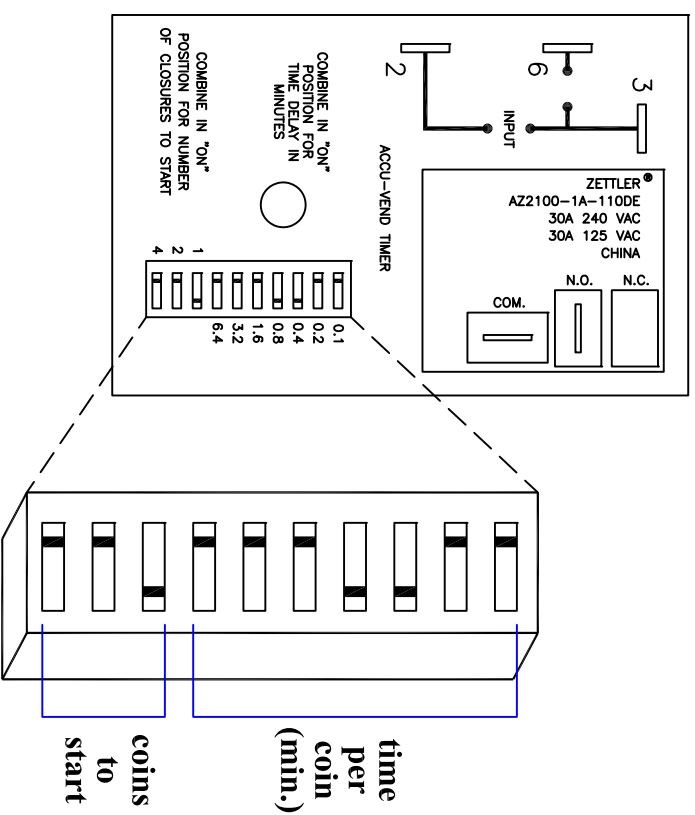 3
6
2
INPUT
ZETTLER®
AZ2100-1A-110DE
30A 240 VAC
30A 125 VAC
CHINA
N.C.
N.O.
COM.
ACCU-VEND TIMER
COMBINE IN "ON"
POSITION FOR
TIME DELAY IN
MINUTES
COMBINE IN "ON"
POSITION FOR NUMBER
OF CLOSURES TO START
0.1
0.2
0.4
0.8
1.6
3.2
6.4
1
2
4
time
per
coin
(min.)
coins
to
start